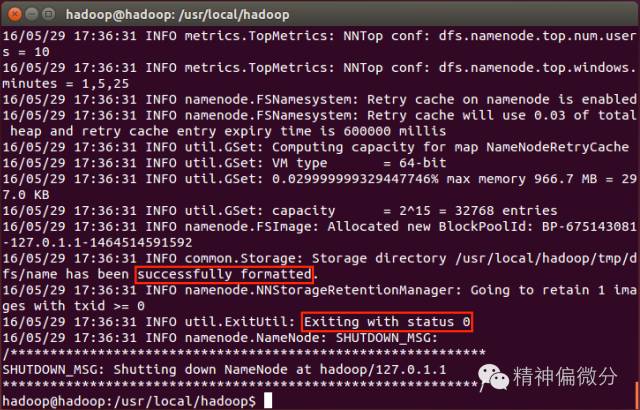 hadoop@hadoop: /usr/local/hadoop
16/05/29 17:36:31 INFO metrics.TopMetrics: NNTop conf: dfs.namenode.top.num.user
s = 10
16/05/29 17:36:31 INFO metrics.TopMetrics: NNTop conf: dfs.namenode.top.windows.
minutes = 1,5,25
16/05/29 17:36:31 INFO namenode.FSNamesystem: Retry cache on namenode is enabled
16/05/29 17:36:31 INFO namenode.FSNamesystem: Retry cache will use 0.03 of total
 heap and retry cache entry expiry time is 600000 millis
16/05/29 17:36:31 INFO util.GSet: Computing capacity for map NameNodeRetryCache
16/05/29 17:36:31 INFO util.GSet: VM type       = 64-bit
16/05/29 17:36:31 INFO util.GSet: 0.029999999329447746% max memory 966.7 MB = 29
7.0 KB
16/05/29 17:36:31 INFO util.GSet: capacity      = 2^15 = 32768 entries
16/05/29 17:36:31 INFO namenode.FSImage: Allocated new BlockPoolId: BP-675143081
-127.0.1.1-1464514591592
16/05/29 17:36:31 INFO common.Storage: Storage directory /usr/local/hadoop/tmp/d
fs/name has been successfully formatted.
16/05/29 17:36:31 INFO namenode.NNStorageRetentionManager: Going to retain 1 ima
ges with txid >= 0
16/05/29 17:36:31 INFO util.ExitUtil: Exiting with status 0
16/05/29 17:36:31 INFO namenode.NameNode: SHUTDOWN_MSG:
/************************************************************
SHUTDOWN_MSG: Shutting down NameNode at hadoop/127.0.1.1
************************************************************/
精神偏微分
hadoop@hadoop:/usr/local/hadoop$